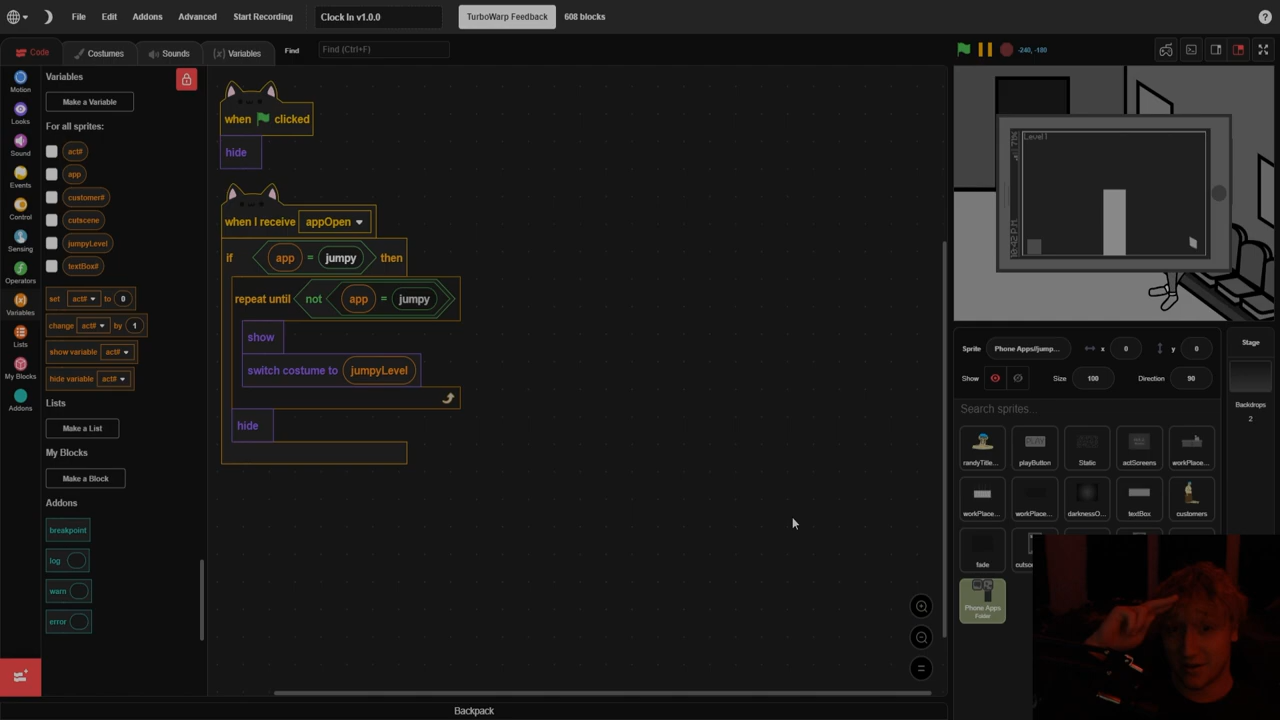 File Edit Addons Advanced Start Recording Clock In v1.0.0 TurboWarp Feedback 608 blocks ?
Code Costumes Sounds (x) Variables Find Find (Ctrl+F) -240, -180
Variables
Make a Variable
For all sprites:
act#
app
customer#
cutscene
jumpyLevel
textBox#
set act# to 0
change act# by 1
show variable act#
hide variable act#
Lists
Make a List
My Blocks
Make a Block
Addons
breakpoint
log
warn
error
Motion
Looks
Sound
Events
Control
Sensing
Operators
Variables
Lists
My Blocks
Addons
when clicked
hide
when I receive appOpen
if app = jumpy then
repeat until not app = jumpy
show
switch costume to jumpyLevel
hide
Level 1
Sprite Phone Apps//jump... x 0 y 0
Show Size 100 Direction 90
Search sprites...
randyTitle... playButton Static actScreens workPlace...
workPlace... workPlace... darknessO... textBox customers
fade
Phone Apps
Folder
Stage
Backdrops
2
Backpack